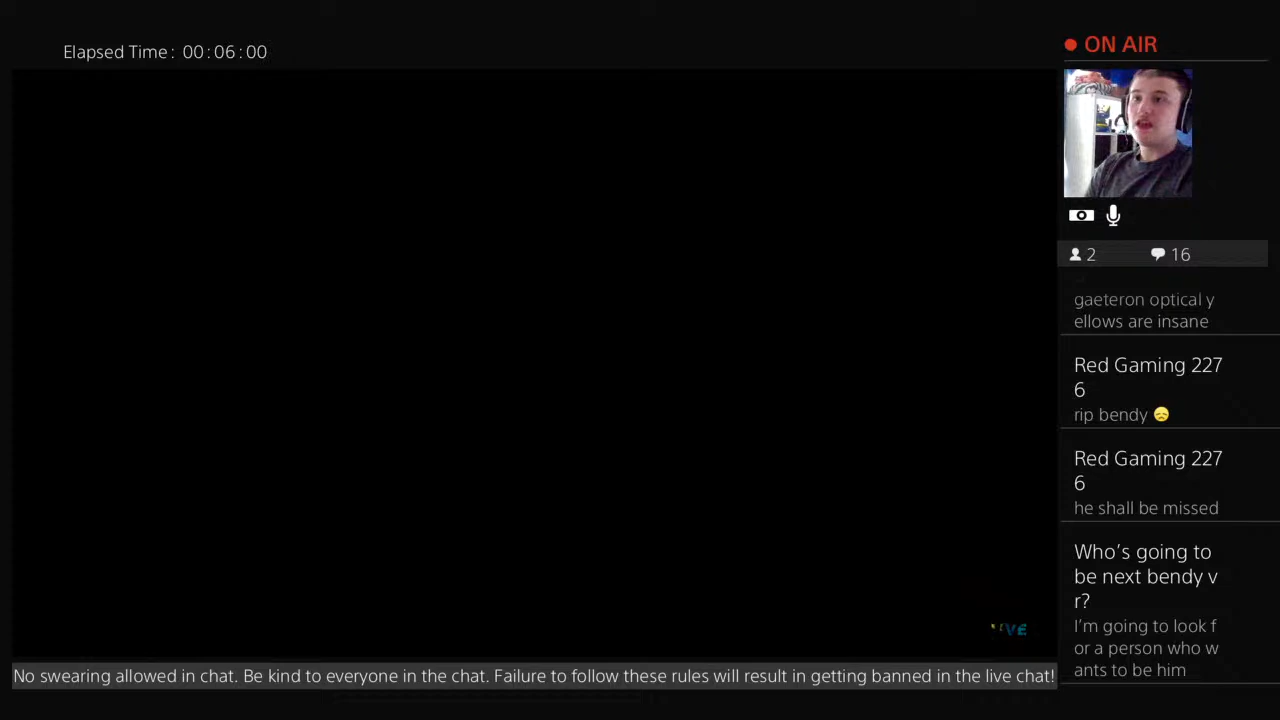 Elapsed Time: 00:06:00
ON AIR
2 16
gaeteron optical y
ellows are insane
Red Gaming 227
6
rip bendy 😞
Red Gaming 227
6
he shall be missed
Who's going to
be next bendy v
r?
I'm going to look f
or a person who w
ants to be him
No swearing allowed in chat. Be kind to everyone in the chat. Failure to follow these rules will result in getting banned in the live chat!